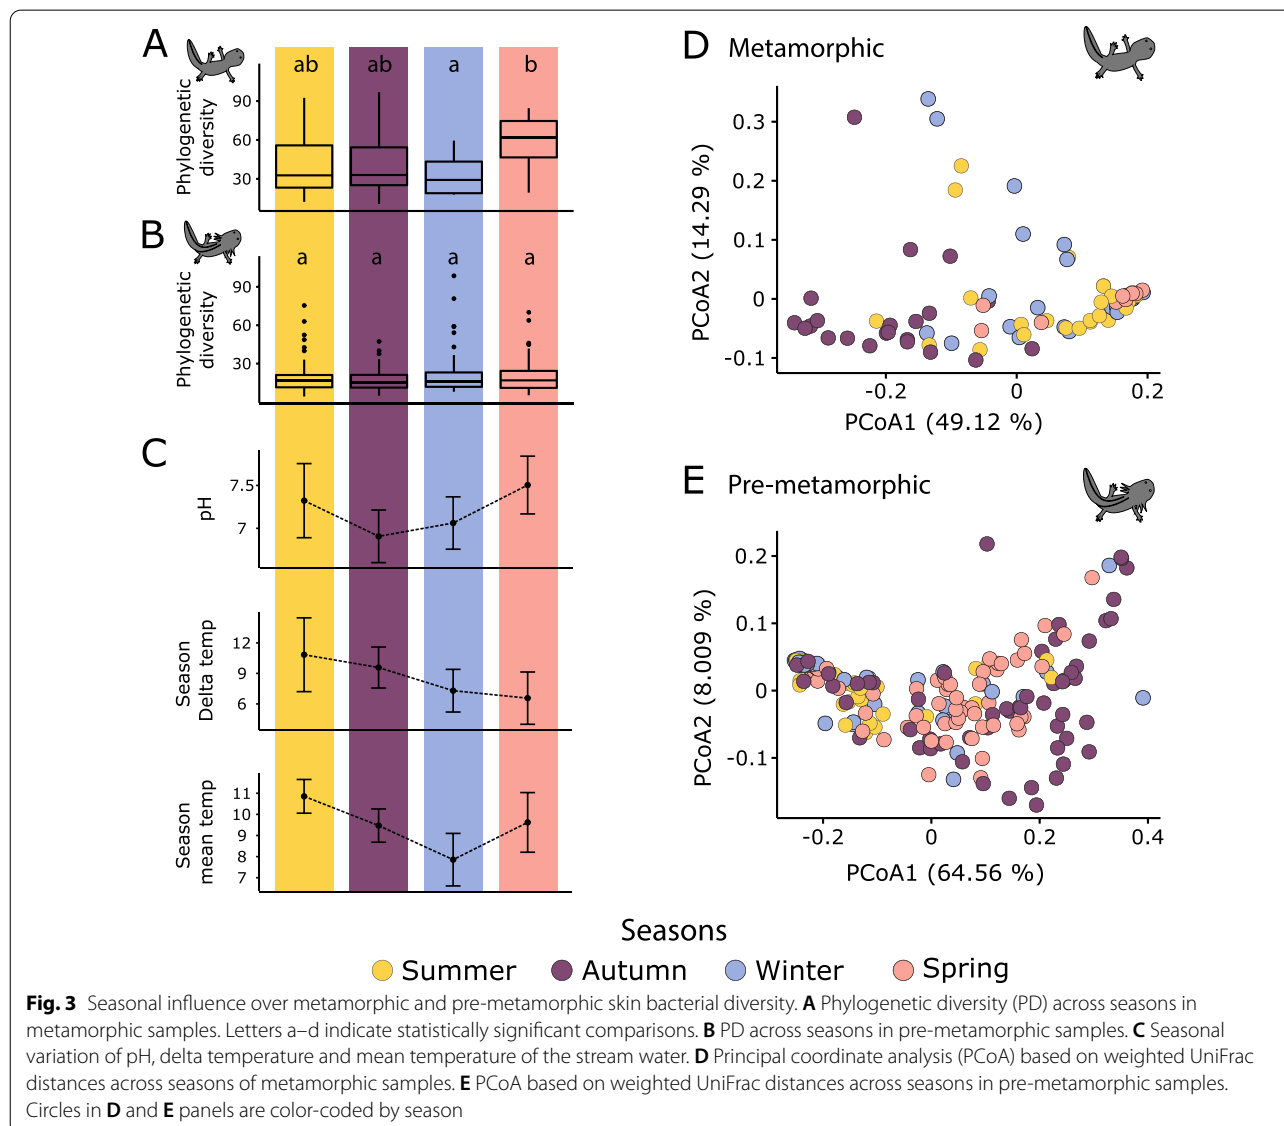 A
ab ab a b
Phylogenetic
diversity
90
60
30
B
a a a a
Phylogenetic
diversity
90
60
30
C
pH
7.5
7
Season
Delta temp
12
9
6
Season
mean temp
11
10
9
8
7
D Metamorphic
PCoA2 (14.29 %)
0.3
0.2
0.1
0
-0.1
-0.2 0 0.2
PCoA1 (49.12 %)
E Pre-metamorphic
PCoA2 (8.009 %)
0.2
0.1
0
-0.1
-0.2 0 0.2 0.4
PCoA1 (64.56 %)
Seasons
Summer Autumn Winter Spring
Fig. 3 Seasonal influence over metamorphic and pre-metamorphic skin bacterial diversity. A Phylogenetic diversity (PD) across seasons in
metamorphic samples. Letters a–d indicate statistically significant comparisons. B PD across seasons in pre-metamorphic samples. C Seasonal
variation of pH, delta temperature and mean temperature of the stream water. D Principal coordinate analysis (PCoA) based on weighted UniFrac
distances across seasons of metamorphic samples. E PCoA based on weighted UniFrac distances across seasons in pre-metamorphic samples.
Circles in D and E panels are color-coded by season